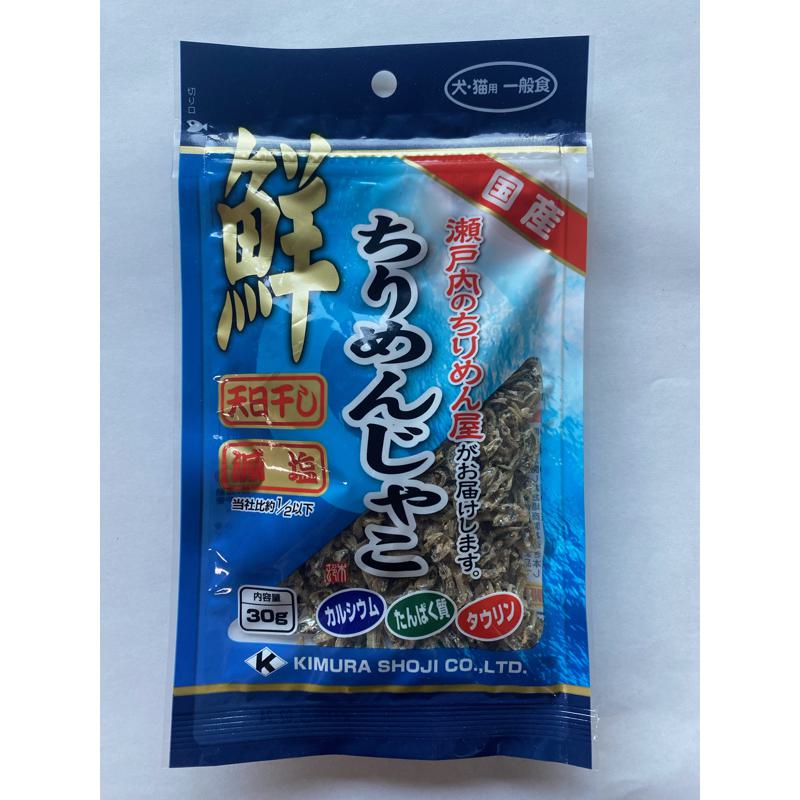 犬・猫用 一般食
切り口
国産
鮮
瀬戸内のちりめん屋がお届けします。
ちりめんじゃこ
天日干し
減塩
当社比約1/2以下
内容量
30g
カルシウム
たんぱく質
タウリン
K
KIMURA SHOJI CO.,LTD.